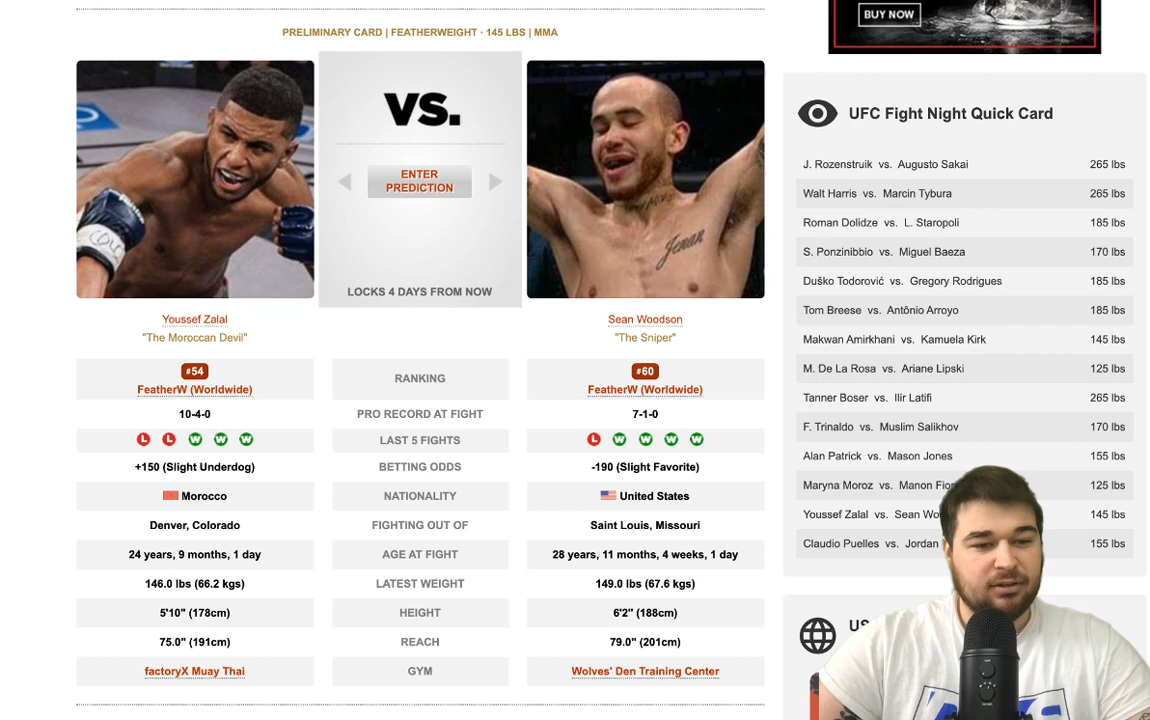 BUY NOW
PRELIMINARY CARD | FEATHERWEIGHT · 145 LBS | MMA
VS.
ENTER
PREDICTION
LOCKS 4 DAYS FROM NOW
Jenan
Youssef Zalal
"The Moroccan Devil"
Sean Woodson
"The Sniper"
#54
FeatherW (Worldwide)
RANKING
#60
FeatherW (Worldwide)
10-4-0 PRO RECORD AT FIGHT 7-1-0
L L W W W LAST 5 FIGHTS L W W W W
+150 (Slight Underdog) BETTING ODDS -190 (Slight Favorite)
Morocco NATIONALITY United States
Denver, Colorado FIGHTING OUT OF Saint Louis, Missouri
24 years, 9 months, 1 day AGE AT FIGHT 28 years, 11 months, 4 weeks, 1 day
146.0 lbs (66.2 kgs) LATEST WEIGHT 149.0 lbs (67.6 kgs)
5'10" (178cm) HEIGHT 6'2" (188cm)
75.0" (191cm) REACH 79.0" (201cm)
factoryX Muay Thai GYM Wolves' Den Training Center
UFC Fight Night Quick Card
J. Rozenstruik vs. Augusto Sakai 265 lbs
Walt Harris vs. Marcin Tybura 265 lbs
Roman Dolidze vs. L. Staropoli 185 lbs
S. Ponzinibbio vs. Miguel Baeza 170 lbs
Duško Todorović vs. Gregory Rodrigues 185 lbs
Tom Breese vs. Antônio Arroyo 185 lbs
Makwan Amirkhani vs. Kamuela Kirk 145 lbs
M. De La Rosa vs. Ariane Lipski 125 lbs
Tanner Boser vs. Ilir Latifi 265 lbs
F. Trinaldo vs. Muslim Salikhov 170 lbs
Alan Patrick vs. Mason Jones 155 lbs
Maryna Moroz vs. Manon Fior 125 lbs
Youssef Zalal vs. Sean Wo 145 lbs
Claudio Puelles vs. Jordan 155 lbs
US